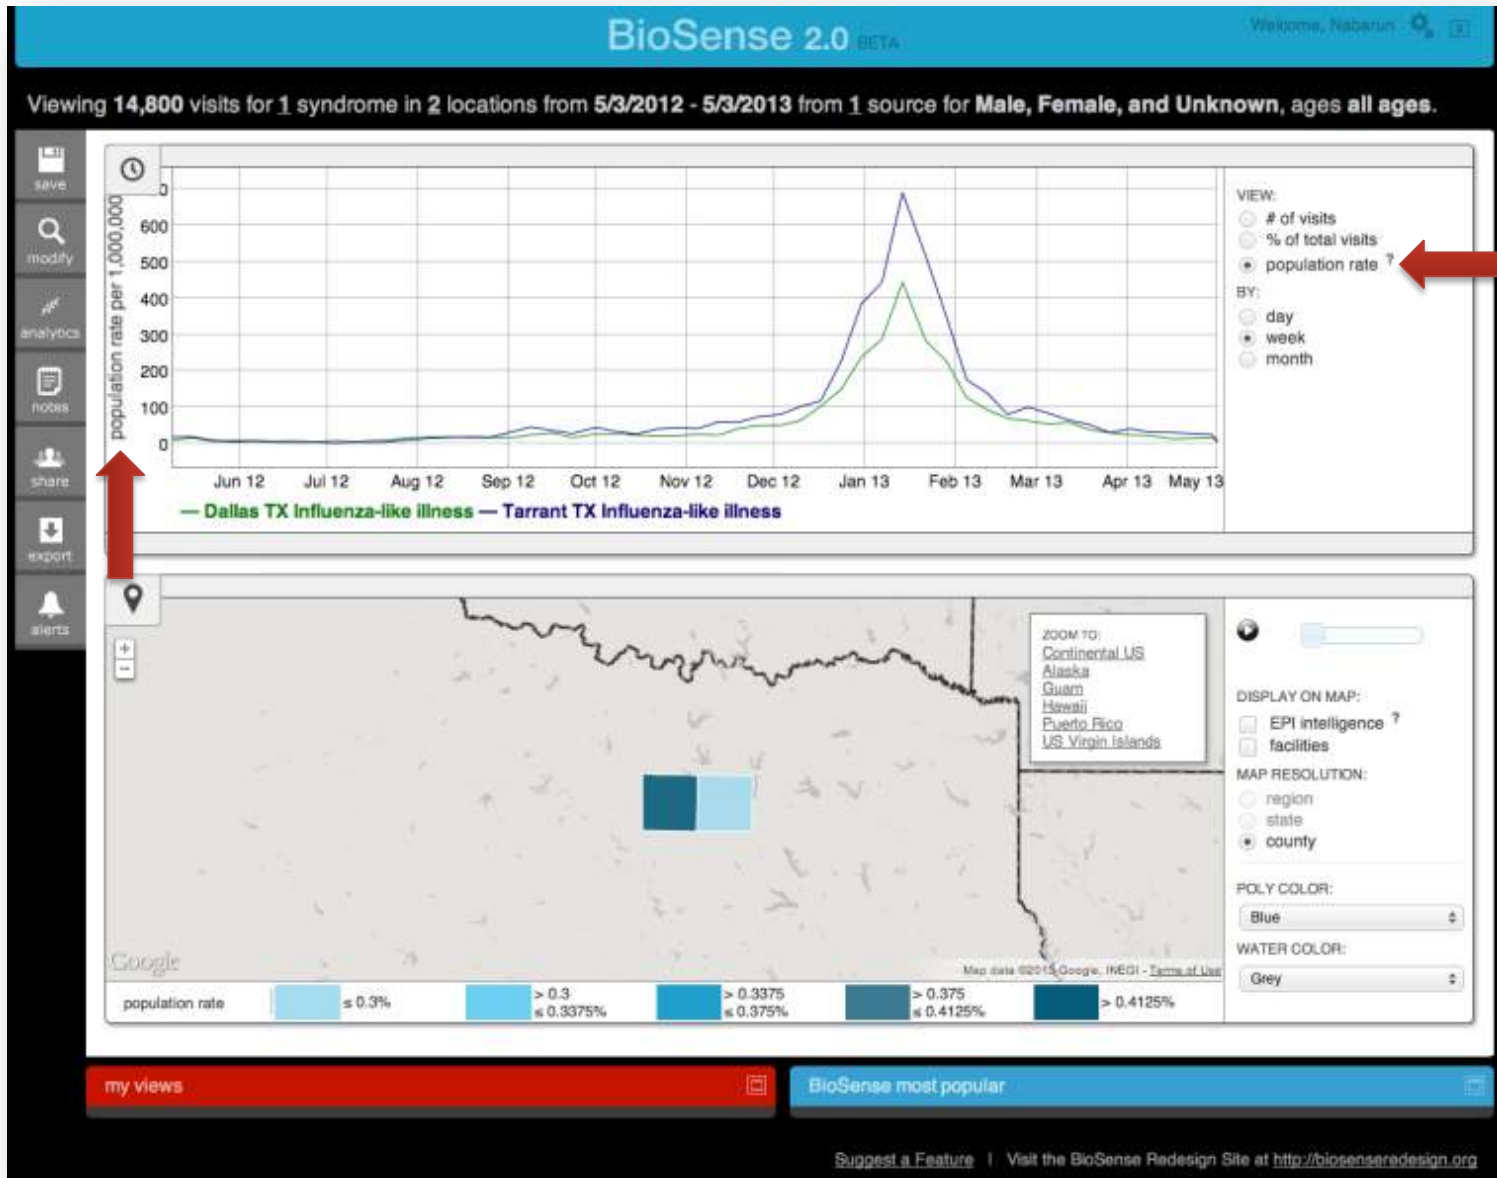 BioSense 2.0 BETA
Welcome, Nabarun
Viewing 14,800 visits for 1 syndrome in 2 locations from 5/3/2012 - 5/3/2013 from 1 source for Male, Female, and Unknown, ages all ages.
save
modify
analytics
notes
share
export
alerts
population rate per 1,000,000
600
500
400
300
200
100
0
Jun 12 Jul 12 Aug 12 Sep 12 Oct 12 Nov 12 Dec 12 Jan 13 Feb 13 Mar 13 Apr 13 May 13
— Dallas TX Influenza-like illness — Tarrant TX Influenza-like illness
VIEW:
# of visits
% of total visits
population rate ?
BY:
day
week
month
+
−
ZOOM TO:
Continental US
Alaska
Guam
Hawaii
Puerto Rico
US Virgin Islands
Google
Map data ©2013 Google, INEGI - Terms of Use
population rate
≤ 0.3%
> 0.3
≤ 0.3375%
> 0.3375
≤ 0.375%
> 0.375
≤ 0.4125%
> 0.4125%
DISPLAY ON MAP:
EPI intelligence ?
facilities
MAP RESOLUTION:
region
state
county
POLY COLOR:
Blue
WATER COLOR:
Grey
my views
BioSense most popular
Suggest a Feature | Visit the BioSense Redesign Site at http://biosenseredesign.org